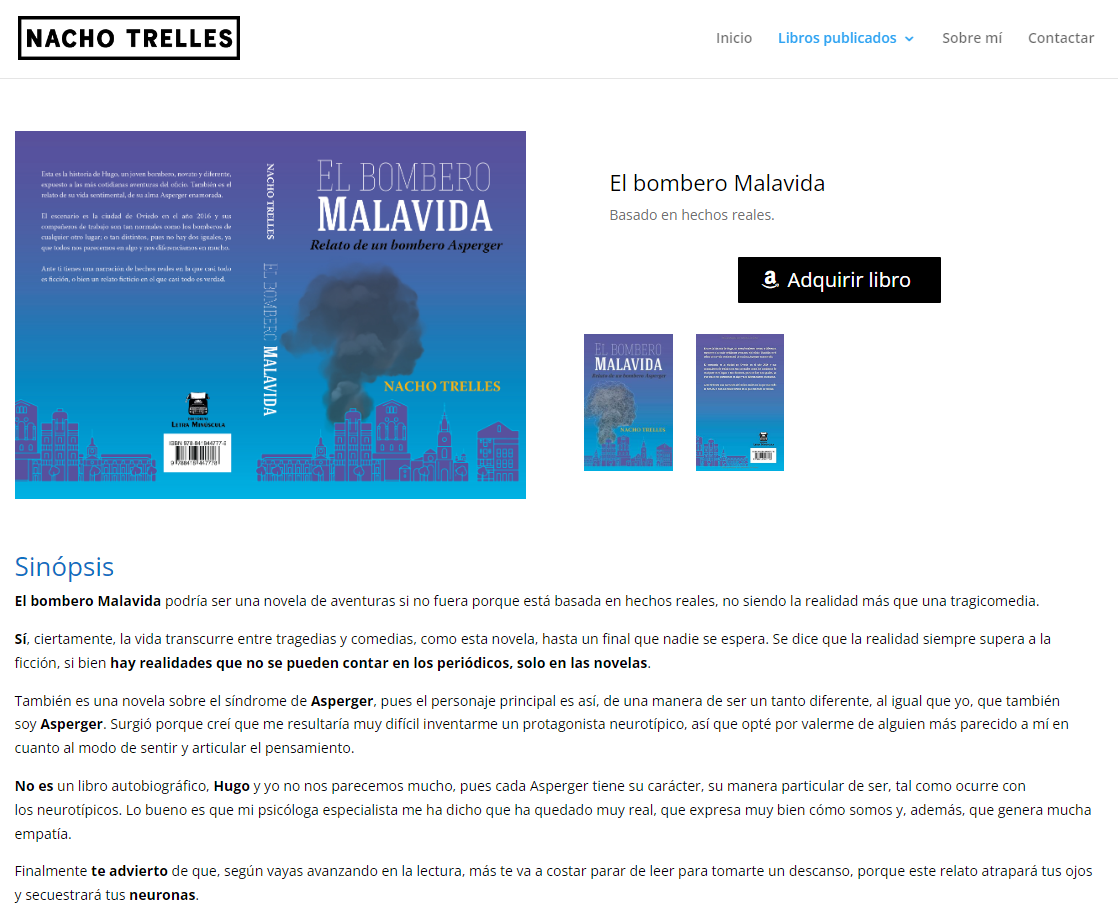 NACHO TRELLES
Inicio
Libros publicados
Sobre mí
Contactar
Esta es la historia de Hugo, un joven bombero, novato y diferente,
expuesto a las más cotidianas aventuras del oficio. También es el
relato de su vida sentimental, de su alma Asperger enamorada.
El escenario es la ciudad de Oviedo en el año 2016 y sus
compañeros de trabajo son tan normales como los bomberos de
cualquier otro lugar; o tan distintos, pues no hay dos iguales, ya
que todos nos parecemos en algo y nos diferenciamos en mucho.
Ante ti tienes una narración de hechos reales en la que casi todo
es ficción, o bien un relato ficticio en el que casi todo es verdad.
LETRA MINÚSCULA
NACHO TRELLES
EL BOMBERO MALAVIDA
EL BOMBERO
MALAVIDA
Relato de un bombero Asperger
NACHO TRELLES
El bombero Malavida
Basado en hechos reales.
Adquirir libro
EL BOMBERO
MALAVIDA
Relato de un bombero Asperger
NACHO TRELLES
Sinópsis
El bombero Malavida podría ser una novela de aventuras si no fuera porque está basada en hechos reales, no siendo la realidad más que una tragicomedia.
Sí, ciertamente, la vida transcurre entre tragedias y comedias, como esta novela, hasta un final que nadie se espera. Se dice que la realidad siempre supera a la
ficción, si bien hay realidades que no se pueden contar en los periódicos, solo en las novelas.
También es una novela sobre el síndrome de Asperger, pues el personaje principal es así, de una manera de ser un tanto diferente, al igual que yo, que también
soy Asperger. Surgió porque creí que me resultaría muy difícil inventarme un protagonista neurotípico, así que opté por valerme de alguien más parecido a mí en
cuanto al modo de sentir y articular el pensamiento.
No es un libro autobiográfico, Hugo y yo no nos parecemos mucho, pues cada Asperger tiene su carácter, su manera particular de ser, tal como ocurre con
los neurotípicos. Lo bueno es que mi psicóloga especialista me ha dicho que ha quedado muy real, que expresa muy bien cómo somos y, además, que genera mucha
empatía.
Finalmente te advierto de que, según vayas avanzando en la lectura, más te va a costar parar de leer para tomarte un descanso, porque este relato atrapará tus ojos
y secuestrará tus neuronas.